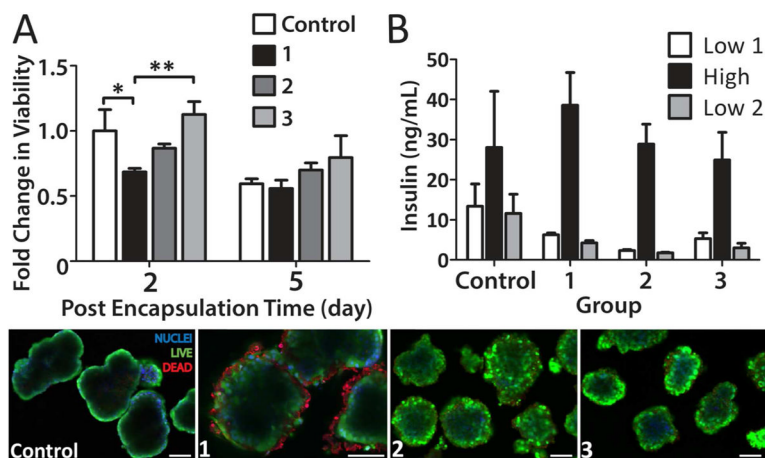 A
Control
1
2
3
* **
1.5
1.0
0.5
0
Fold Change in Viability
2 5
Post Encapsulation Time (day)
B
Low 1
High
Low 2
50
40
30
20
10
0
Insulin (ng/mL)
Control 1 2 3
Group
NUCLEI
LIVE
DEAD
Control 1 2 3